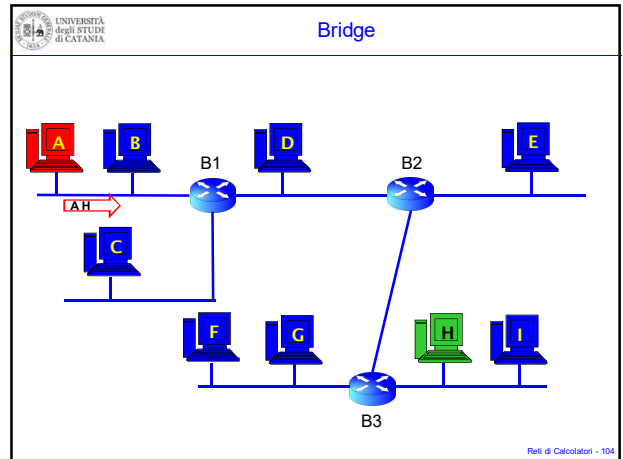 UNIVERSITÀ
degli STUDI
di CATANIA
Bridge
A
B
D
E
B1
B2
A H
C
F
G
H
I
B3
Reti di Calcolatori - 104